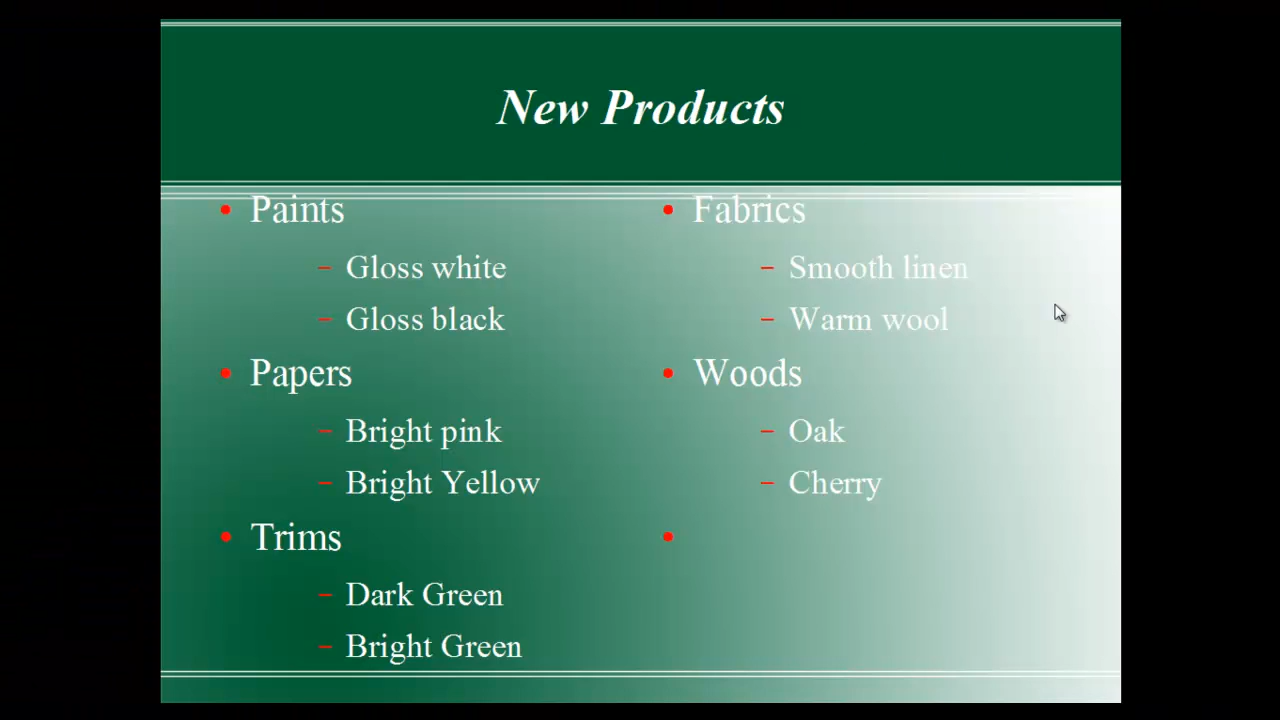 New Products
• Paints
– Gloss white
– Gloss black
• Papers
– Bright pink
– Bright Yellow
• Trims
– Dark Green
– Bright Green
• Fabrics
– Smooth linen
– Warm wool
• Woods
– Oak
– Cherry
•